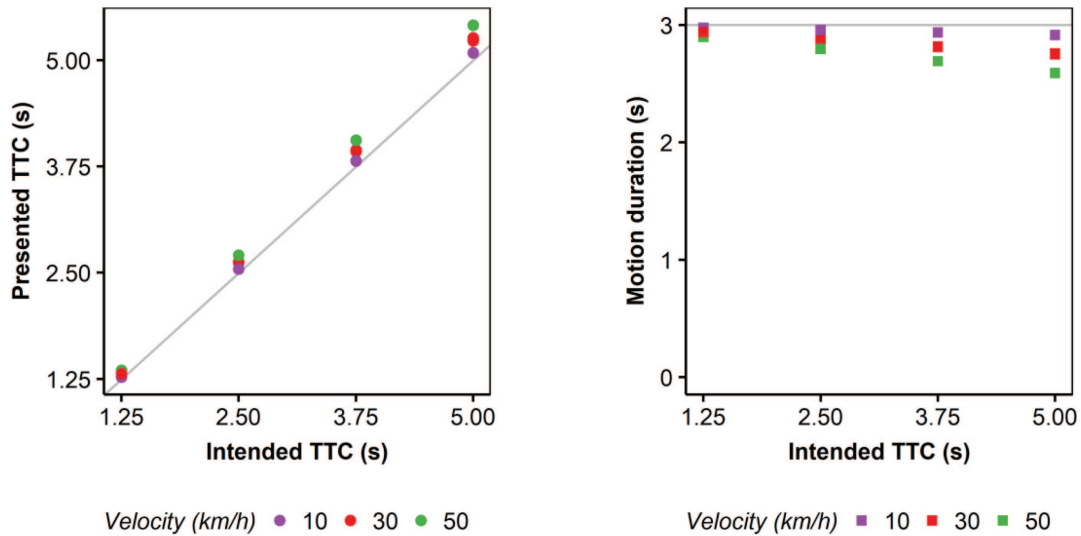 Presented TTC (s)
5.00
3.75
2.50
1.25
1.25 2.50 3.75 5.00
Intended TTC (s)
Velocity (km/h) 10 30 50
Motion duration (s)
3
2
1
0
1.25 2.50 3.75 5.00
Intended TTC (s)
Velocity (km/h) 10 30 50